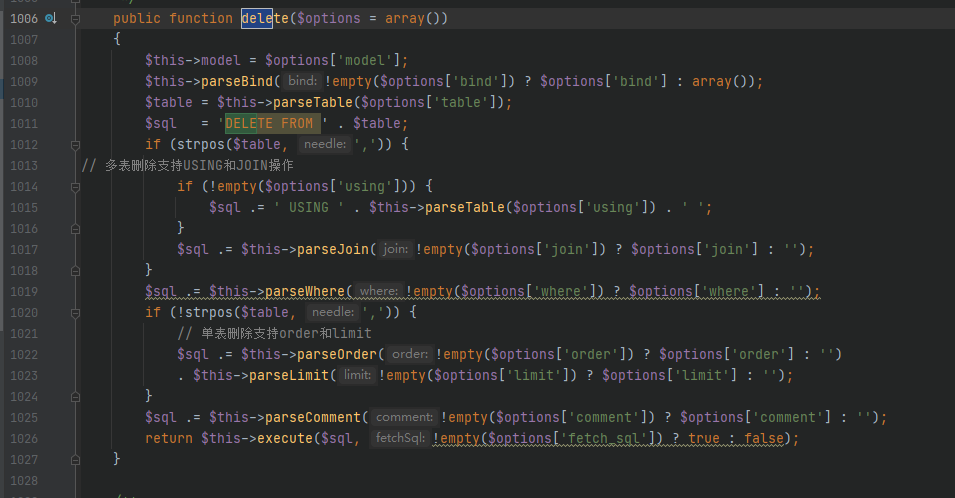 1006 public function delete($options = array())
1007 {
1008 $this->model = $options['model'];
1009 $this->parseBind( bind: !empty($options['bind']) ? $options['bind'] : array());
1010 $table = $this->parseTable($options['table']);
1011 $sql   = 'DELETE FROM ' . $table;
1012 if (strpos($table, needle: ',')) {
1013 // 多表删除支持USING和JOIN操作
1014 if (!empty($options['using'])) {
1015 $sql .= ' USING ' . $this->parseTable($options['using']) . ' ';
1016 }
1017 $sql .= $this->parseJoin( join: !empty($options['join']) ? $options['join'] : '');
1018 }
1019 $sql .= $this->parseWhere( where: !empty($options['where']) ? $options['where'] : '');
1020 if (!strpos($table, needle: ',')) {
1021 // 单表删除支持order和limit
1022 $sql .= $this->parseOrder( order: !empty($options['order']) ? $options['order'] : '')
1023 . $this->parseLimit( limit: !empty($options['limit']) ? $options['limit'] : '');
1024 }
1025 $sql .= $this->parseComment( comment: !empty($options['comment']) ? $options['comment'] : '');
1026 return $this->execute($sql, fetchSql: !empty($options['fetch_sql']) ? true : false);
1027 }
1028